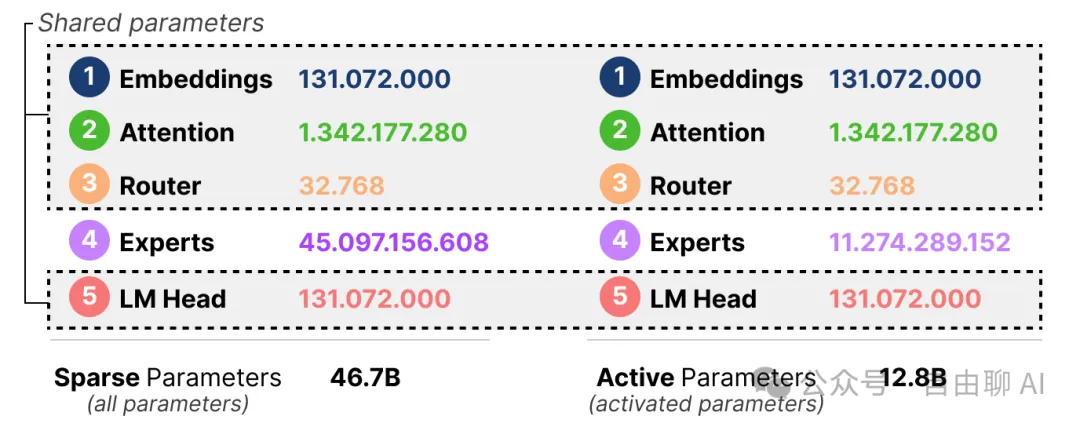 Shared parameters
1 Embeddings 131.072.000 1 Embeddings 131.072.000
2 Attention 1.342.177.280 2 Attention 1.342.177.280
3 Router 32.768 3 Router 32.768
4 Experts 45.097.156.608 4 Experts 11.274.289.152
5 LM Head 131.072.000 5 LM Head 131.072.000
Sparse Parameters 46.7B Active Parameters 12.8B
(all parameters) (activated parameters)
公众号 自由聊 AI